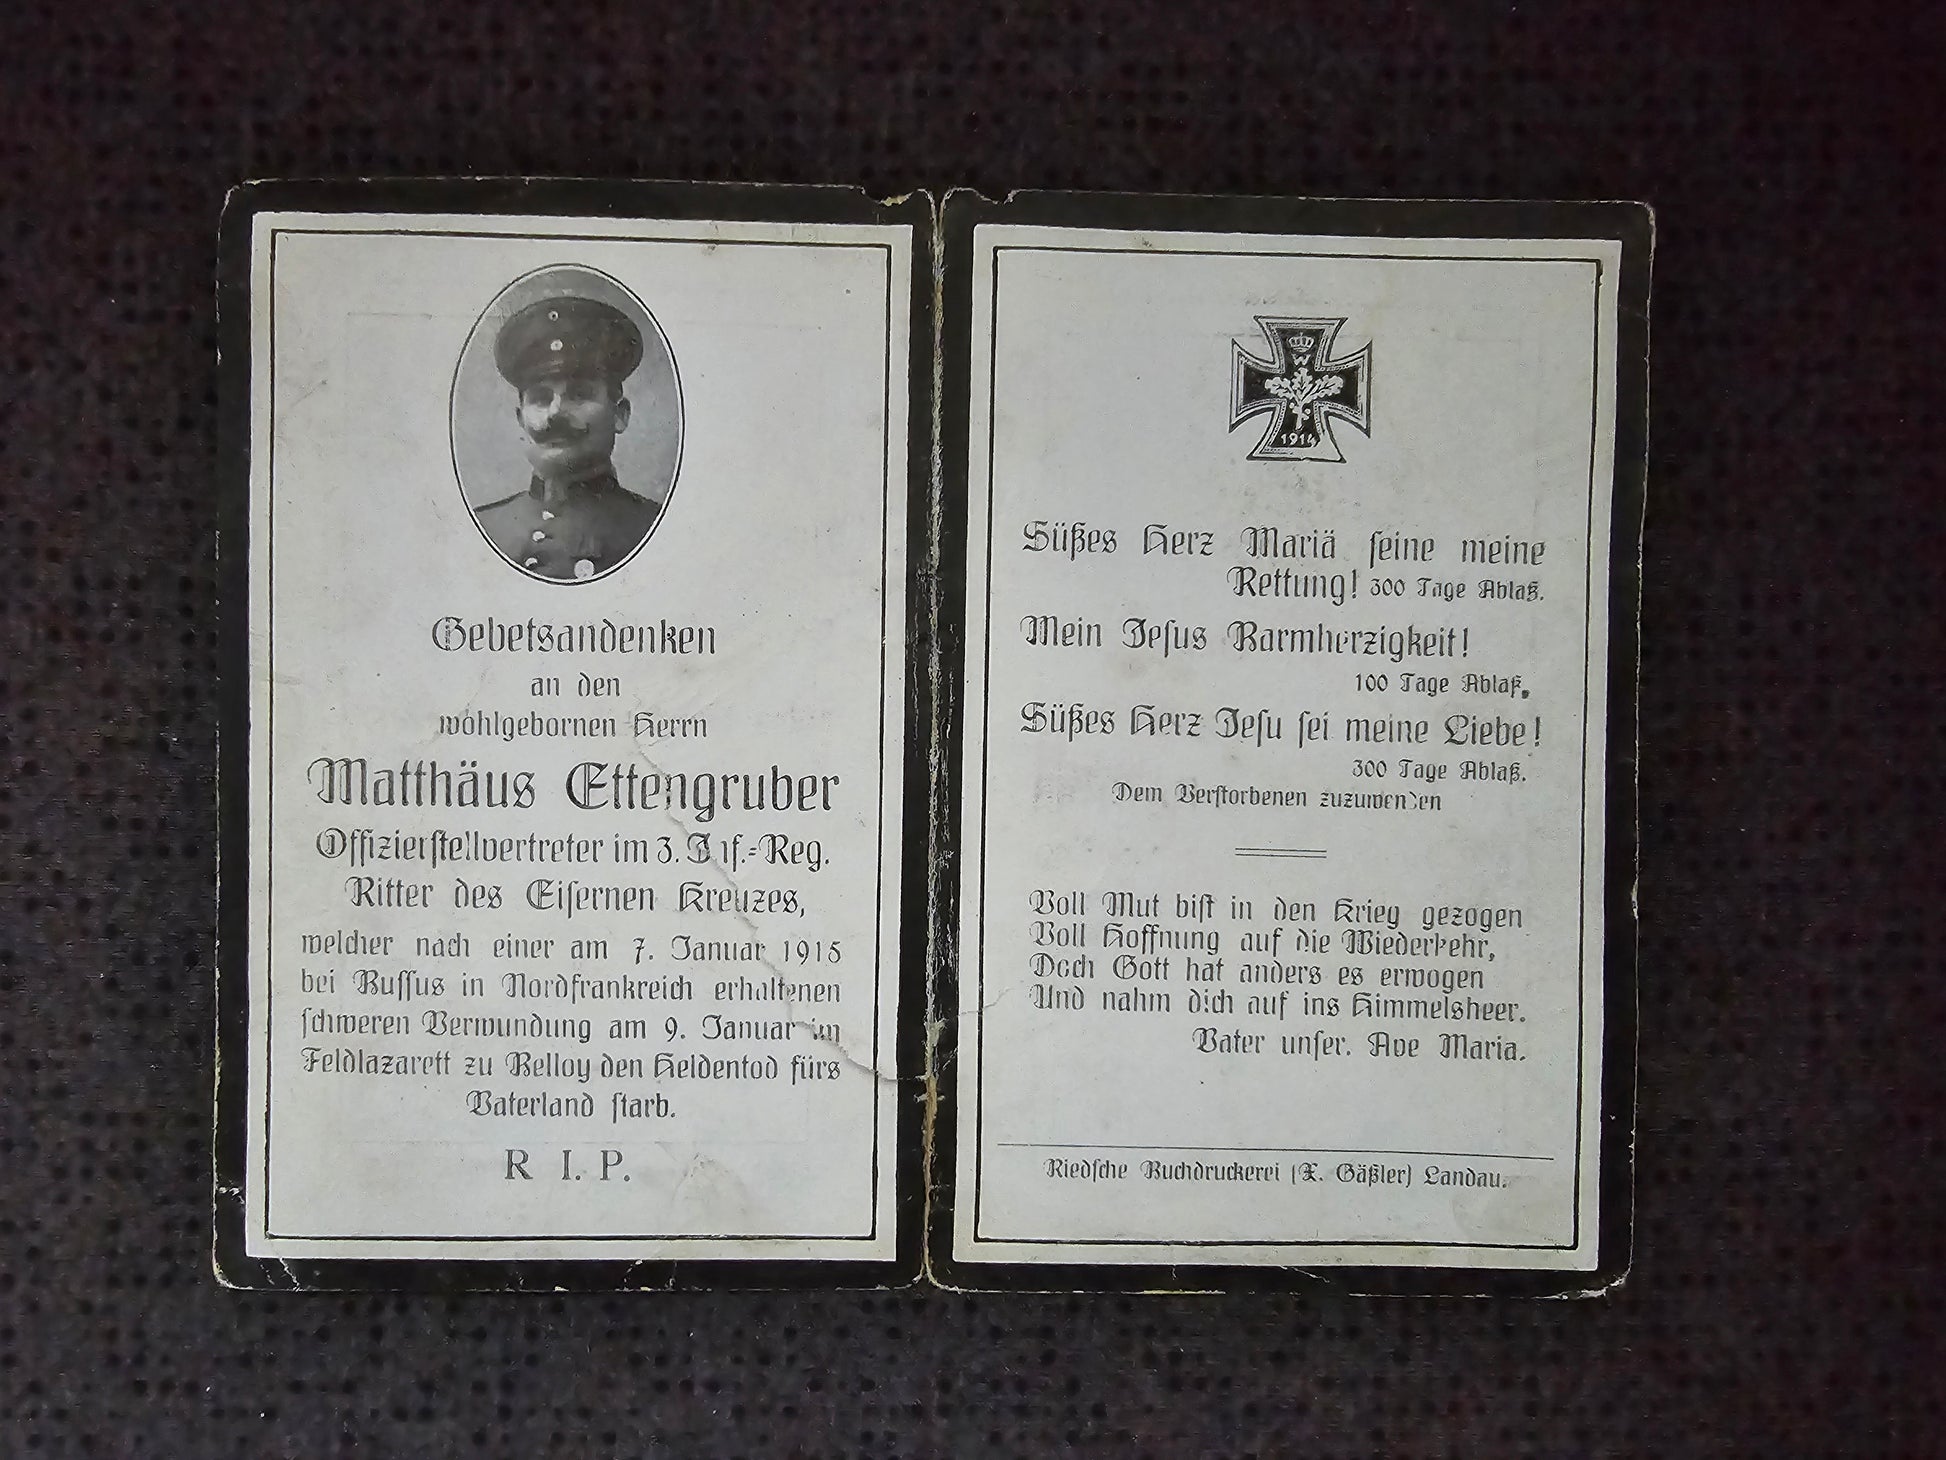 Gebetsandenken
an den
wohlgebornen Herrn
Matthäus Ettengruber
Offizierstellvertreter im 3. Inf.-Reg.
Ritter des Eisernen Kreuzes,
welcher nach einer am 7. Januar 1915
bei Bussus in Nordfrankreich erhaltenen
schweren Verwundung am 9. Januar im
Feldlazarett zu Belloy den Heldentod fürs
Vaterland starb.
R I. P.
W
1914
Süßes Herz Mariä seine meine
Rettung! 300 Tage Ablaß.
Mein Jesus Barmherzigkeit!
100 Tage Ablaß.
Süßes Herz Jesu sei meine Liebe!
300 Tage Ablaß.
Dem Verstorbenen zuzuwenden
Voll Mut bist in den Krieg gezogen
Voll Hoffnung auf die Wiederkehr,
Doch Gott hat anders es erwogen
Und nahm dich auf ins Himmelsheer.
Vater unser. Ave Maria.
Riedsche Buchdruckerei (X. Gäßler) Landau.